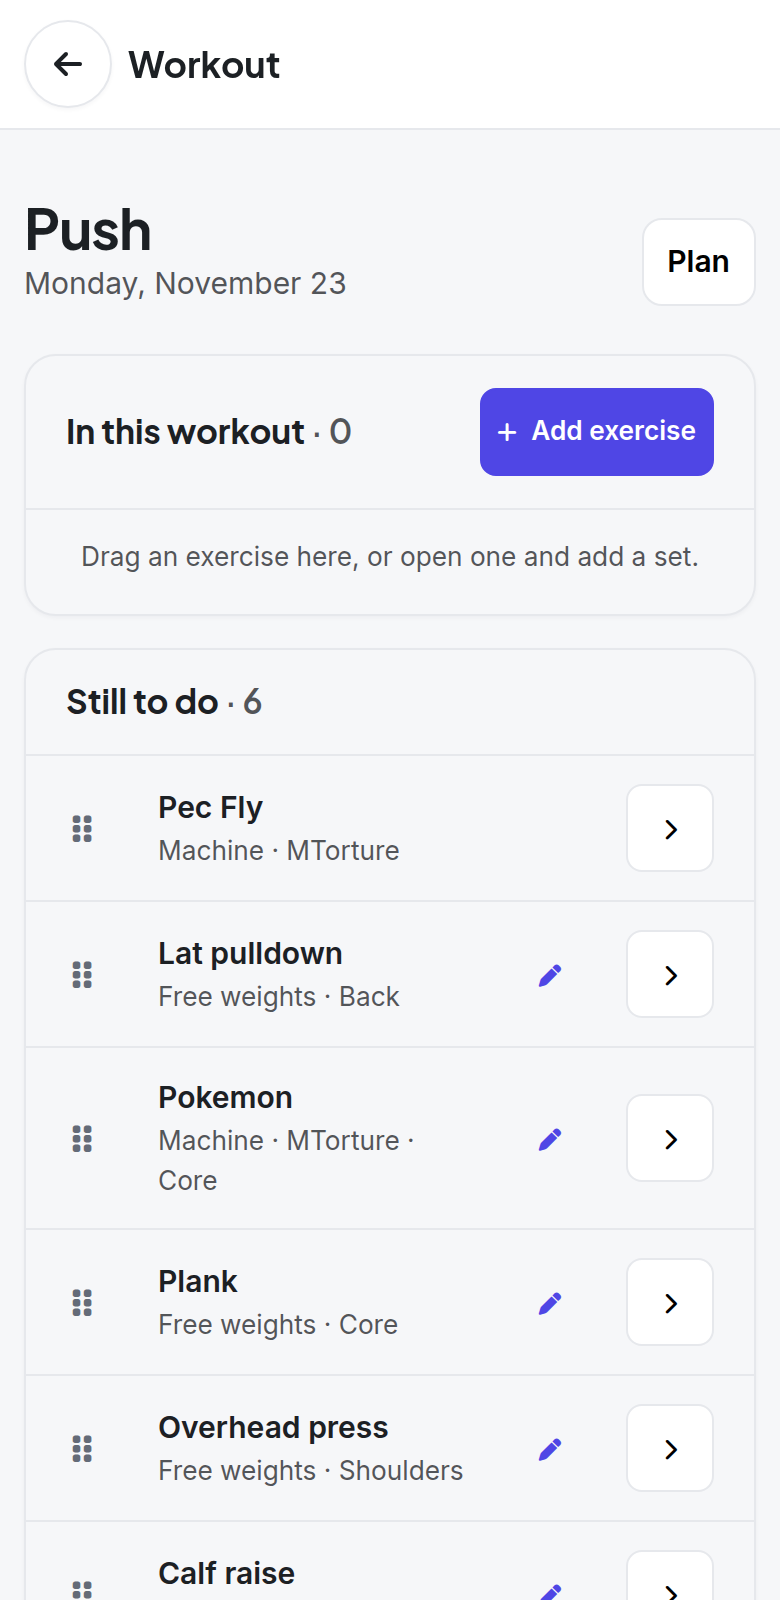 Workout
Push
Monday, November 23
Plan
In this workout · 0
+ Add exercise
Drag an exercise here, or open one and add a set.
Still to do · 6
Pec Fly
Machine · MTorture
Lat pulldown
Free weights · Back
Pokemon
Machine · MTorture ·
Core
Plank
Free weights · Core
Overhead press
Free weights · Shoulders
Calf raise